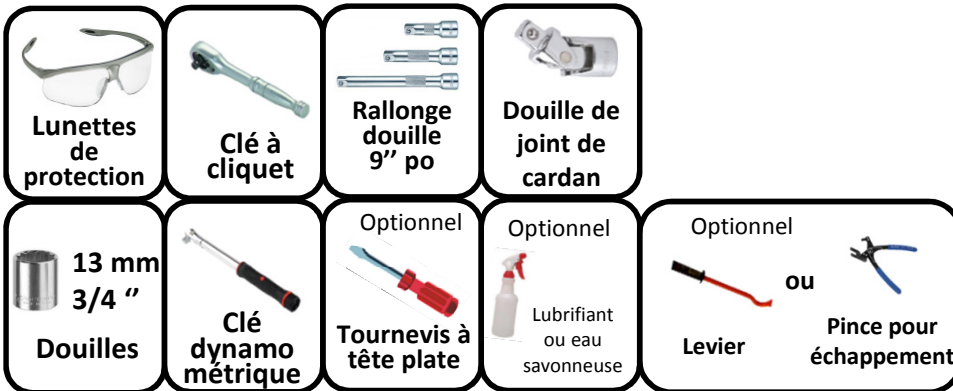 Lunettes
de
protection
Clé à
cliquet
Rallonge
douille
9’’ po
Douille de
joint de
cardan
13 mm
3/4 ‘’
Douilles
Clé
dynamo
métrique
Optionnel
Tournevis à
tête plate
Optionnel
Lubrifiant
ou eau
savonneuse
Optionnel
ou
Levier
Pince pour
échappement